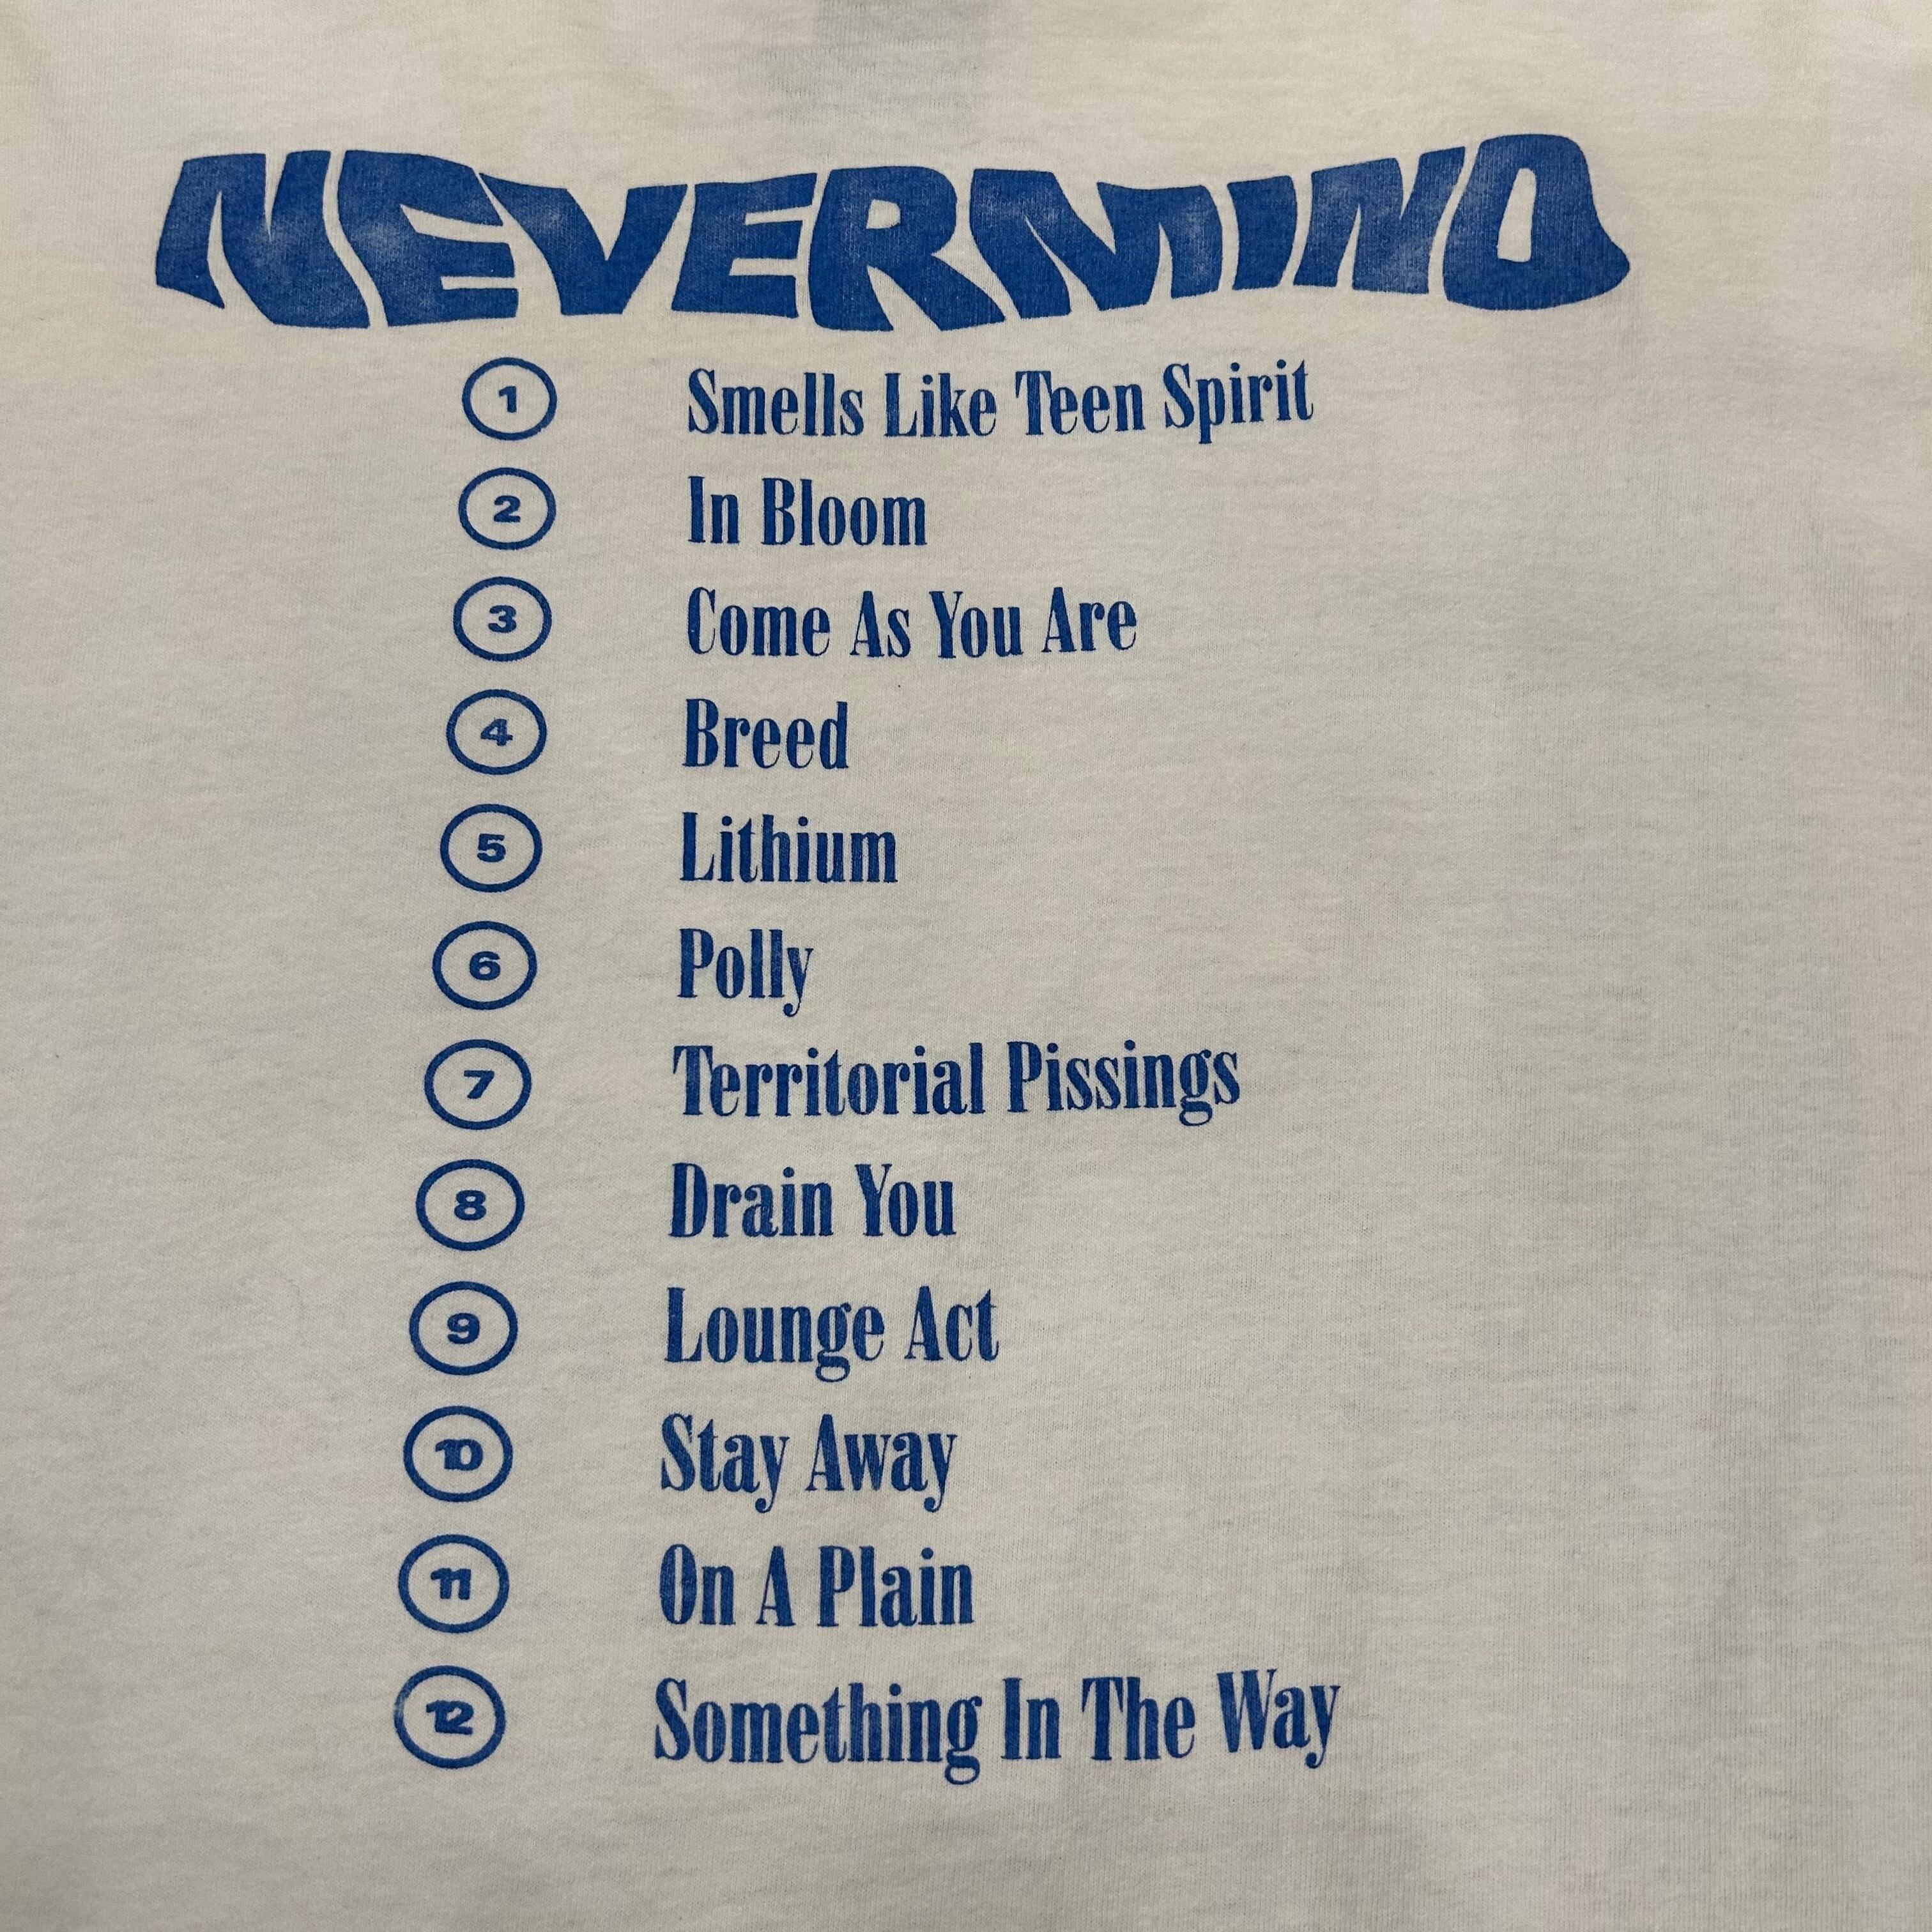 NEVERMIND
1 Smells Like Teen Spirit
2 In Bloom
3 Come As You Are
4 Breed
5 Lithium
6 Polly
7 Territorial Pissings
8 Drain You
9 Lounge Act
10 Stay Away
11 On A Plain
12 Something In The Way